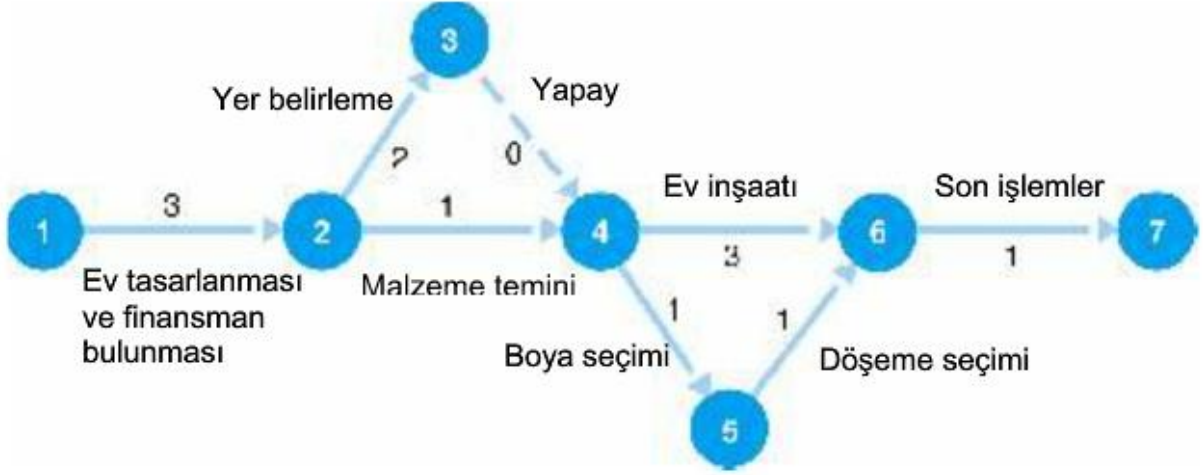 3
Yer belirleme
Yapay
2
0
1
3
2
1
4
Ev inşaatı
3
6
Son işlemler
1
7
Ev tasarlanması
ve finansman
bulunması
Malzeme temini
1
Boya seçimi
1
Döşeme seçimi
5